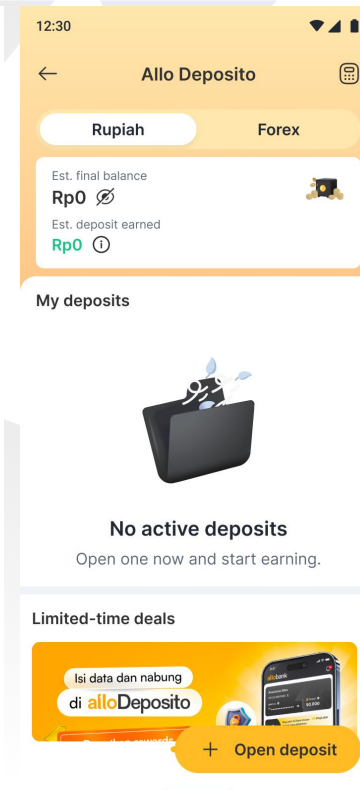 12:30
Allo Deposito
Rupiah
Forex
Est. final balance
Rp0
Est. deposit earned
Rp0
My deposits
No active deposits
Open one now and start earning.
Limited-time deals
Isi data dan nabung
di alloDeposito
allobank
+ Open deposit